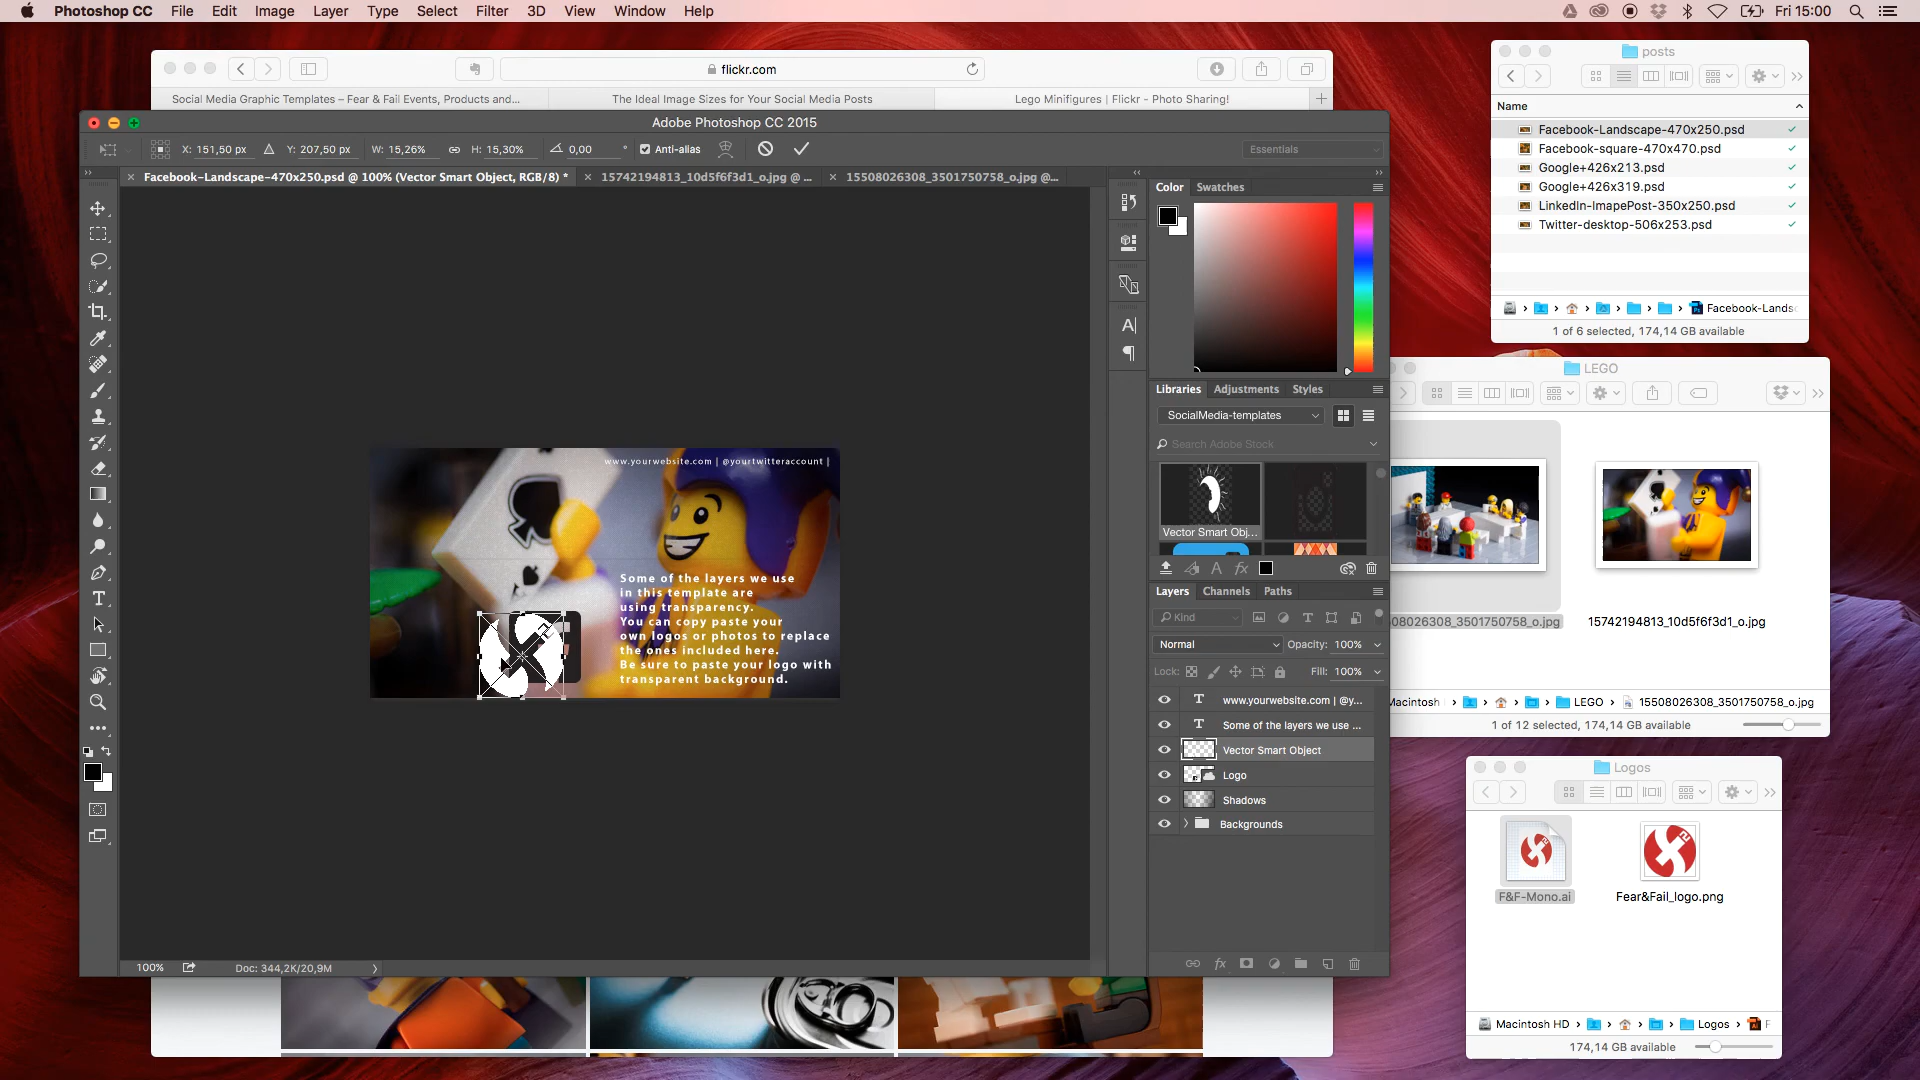 Photoshop CC File Edit Image Layer Type Select Filter 3D View Window Help Fri 15:00
flickr.com
Social Media Graphic Templates – Fear & Fail Events, Products and... The Ideal Image Sizes for Your Social Media Posts Lego Minifigures | Flickr - Photo Sharing!
Adobe Photoshop CC 2015
X: 151,50 px Y: 207,50 px W: 15,26% H: 15,30% 0,00 ° Anti-alias Essentials
Facebook-Landscape-470x250.psd @ 100% (Vector Smart Object, RGB/8) * 15742194813_10d5f6f3d1_o.jpg @ ... 15508026308_3501750758_o.jpg @...
www.yourwebsite.com | @yourtwitteraccount |
Some of the layers we use
in this template are
using transparency.
You can copy paste your
own logos or photos to replace
the ones included here.
Be sure to paste your logo with
transparent background.
100% Doc: 344,2K/20,9M
Color Swatches
Libraries Adjustments Styles
SocialMedia-templates
Search Adobe Stock
Vector Smart Obj...
Layers Channels Paths
Kind
Normal Opacity: 100%
Lock: Fill: 100%
www.yourwebsite.com | @y...
Some of the layers we use ...
Vector Smart Object
Logo
Shadows
Backgrounds
posts
Name
Facebook-Landscape-470x250.psd
Facebook-square-470x470.psd
Google+426x213.psd
Google+426x319.psd
LinkedIn-ImapePost-350x250.psd
Twitter-desktop-506x253.psd
Facebook-Lands
1 of 6 selected, 174,14 GB available
LEGO
508026308_3501750758_o.jpg 15742194813_10d5f6f3d1_o.jpg
Macintosh LEGO 15508026308_3501750758_o.jpg
1 of 12 selected, 174,14 GB available
Logos
F&F-Mono.ai Fear&Fail_logo.png
Macintosh HD Logos F
174,14 GB available